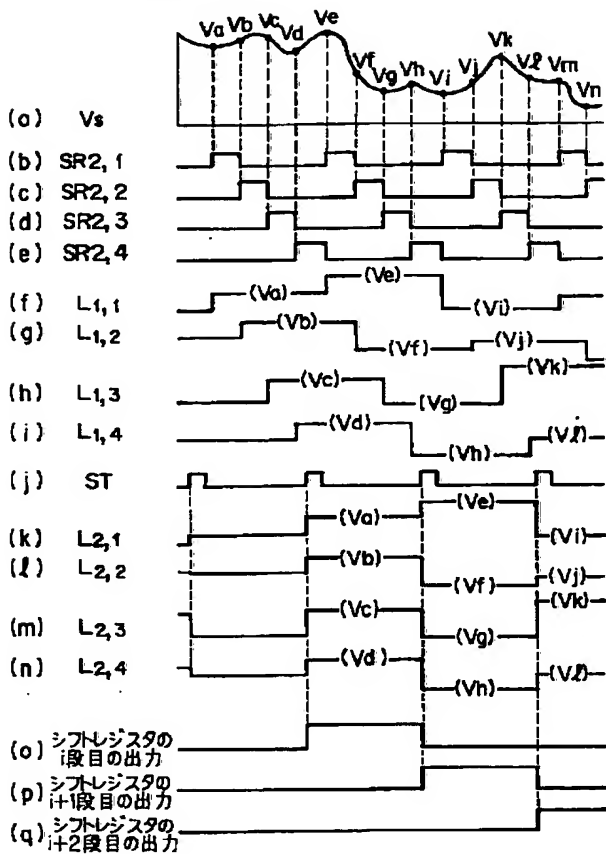 Va Vb Vc Vd Ve
Vf Vg Vh Vi Vj Vk Vℓ Vm Vn
(a) Vs
(b) SR2,1
(c) SR2,2
(d) SR2,3
(e) SR2,4
(f) L1,1 (Va) (Ve) (Vi)
(g) L1,2 (Vb) (Vf) (Vj)
(h) L1,3 (Vc) (Vg) (Vk)
(i) L1,4 (Vd) (Vh) (Vℓ)
(j) ST
(k) L2,1 (Va) (Ve) (Vi)
(ℓ) L2,2 (Vb) (Vf) (Vj)
(m) L2,3 (Vc) (Vg) (Vk)
(n) L2,4 (Vd) (Vh) (Vℓ)
(o) シフトレジスタの
i段目の出力
(p) シフトレジスタの
i+1段目の出力
(q) シフトレジスタの
i+2段目の出力